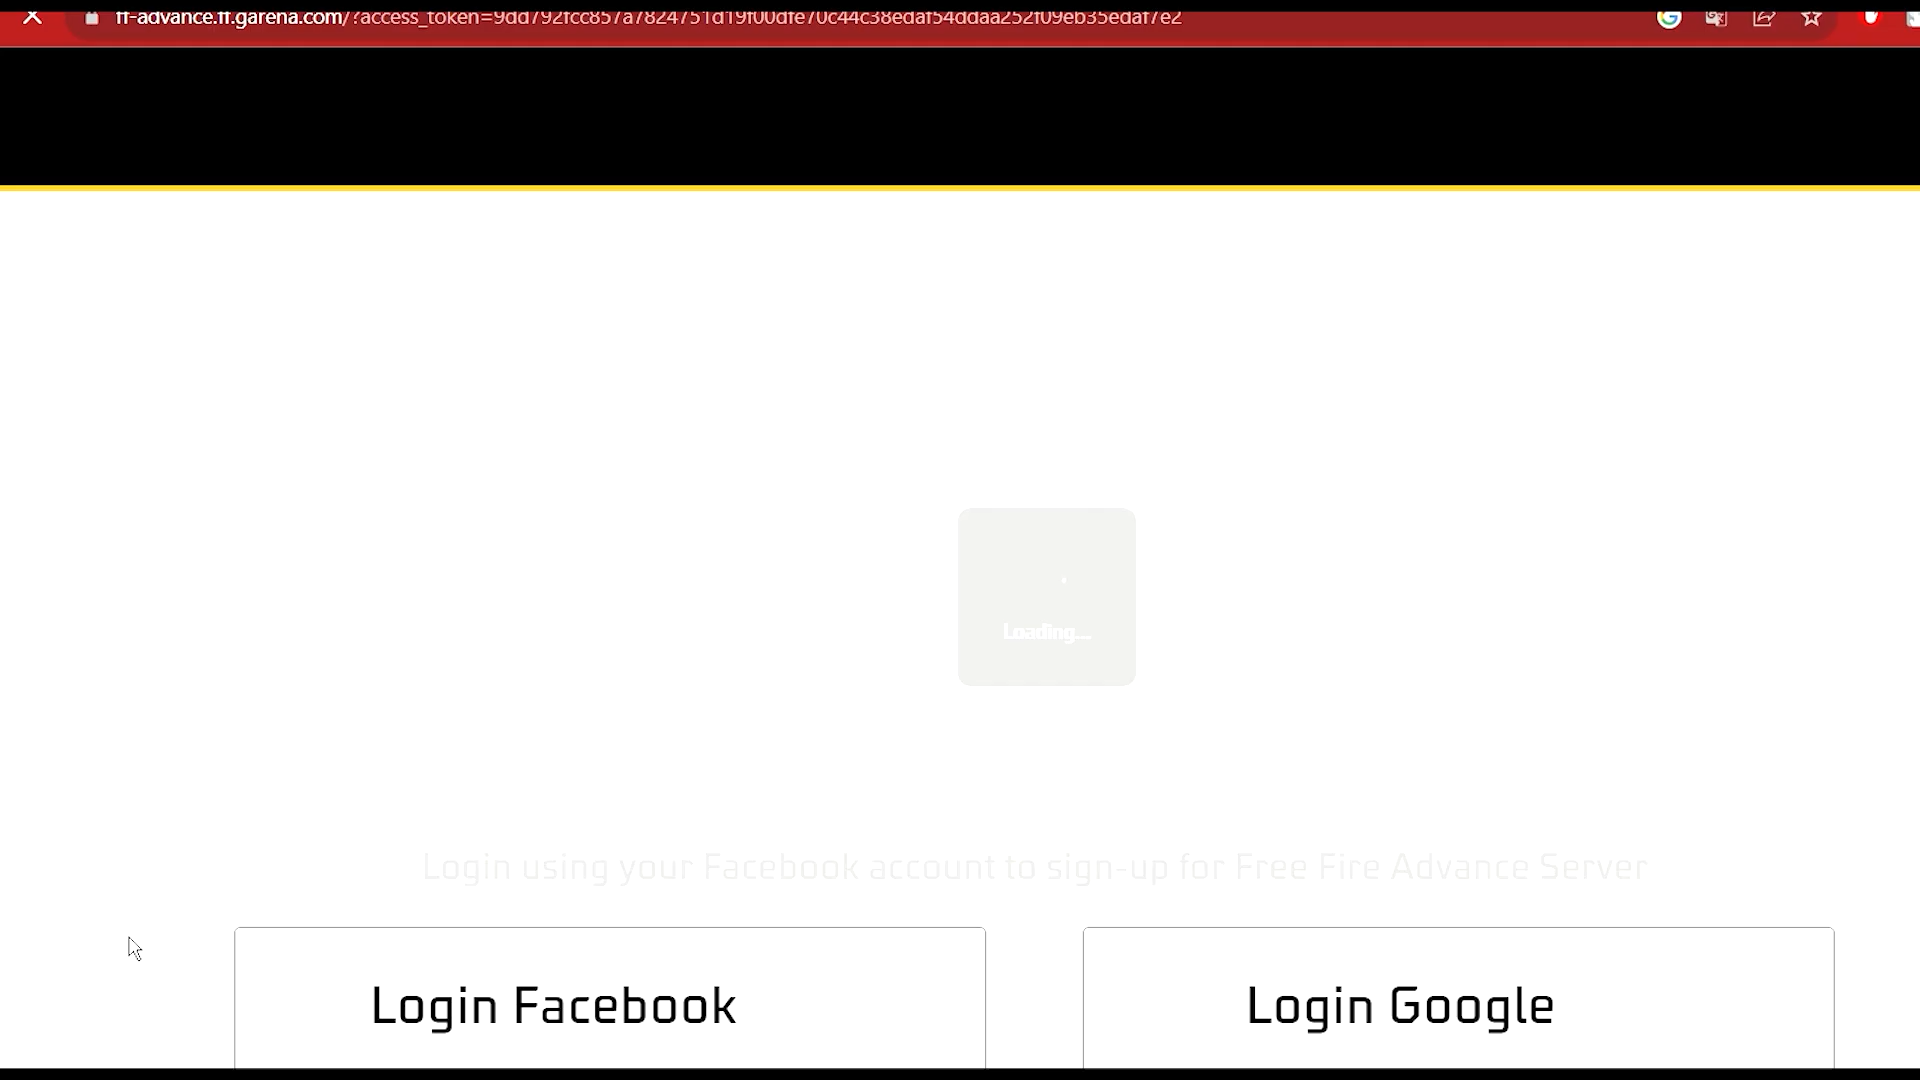 ff-advance.ff.garena.com/?access_token=9dd792fcc857a7824751d19f00dfe70c44c38edaf54ddaa252f09eb35edaf7e2
Loading...
Login using your Facebook account to sign-up for Free Fire Advance Server
Login Facebook
Login Google